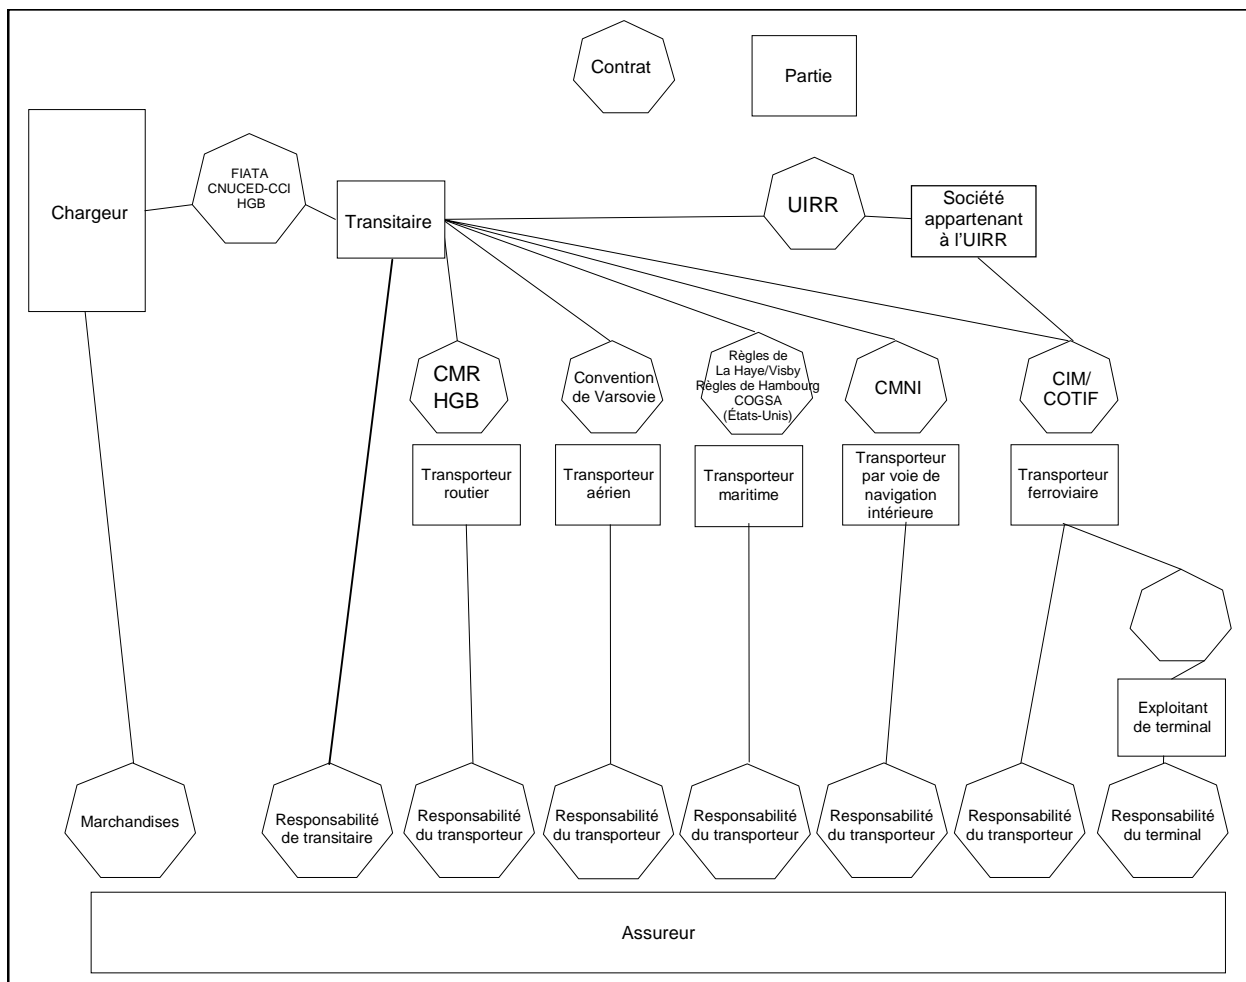 Contrat
Partie
Chargeur
FIATA
CNUCED-CCI
HGB
Transitaire
UIRR
Société
appartenant
à l’UIRR
CMR
HGB
Convention
de Varsovie
Règles de
La Haye/Visby
Règles de Hambourg
COGSA
(États-Unis)
CMNI
CIM/
COTIF
Transporteur
routier
Transporteur
aérien
Transporteur
maritime
Transporteur
par voie de
navigation
intérieure
Transporteur
ferroviaire
Exploitant
de terminal
Marchandises
Responsabilité
de transitaire
Responsabilité
du transporteur
Responsabilité
du transporteur
Responsabilité
du transporteur
Responsabilité
du transporteur
Responsabilité
du transporteur
Responsabilité
du terminal
Assureur